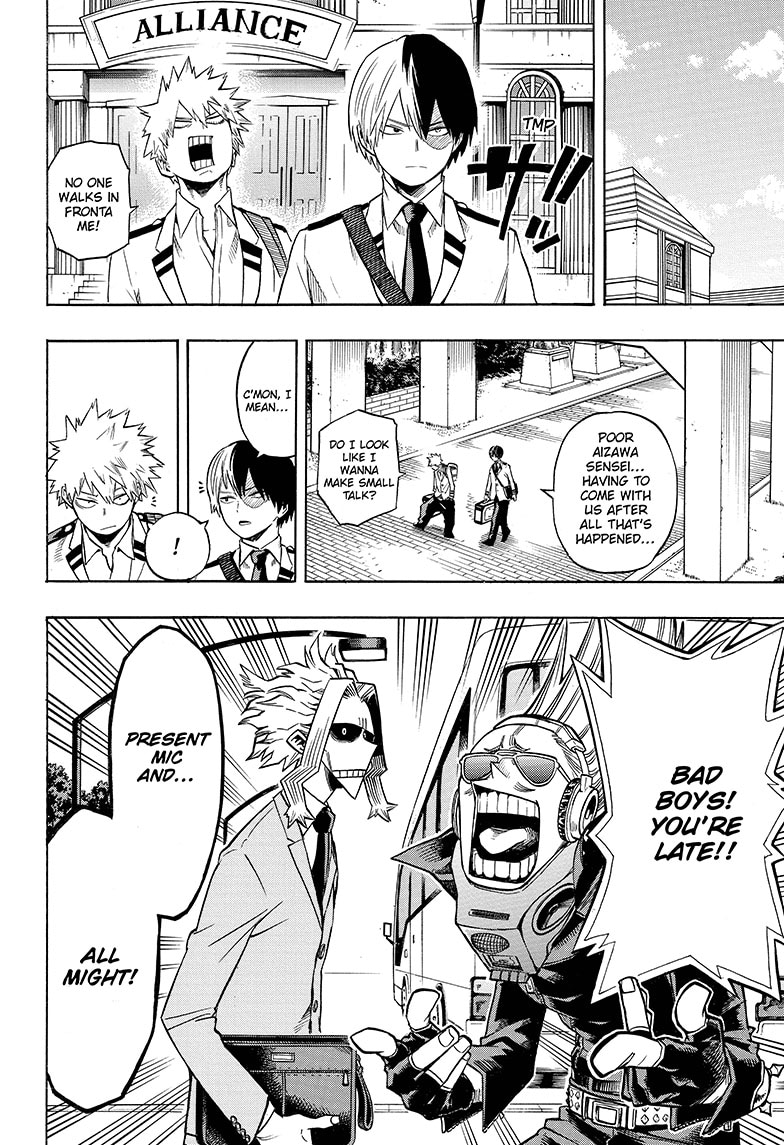 TMP
ザッ
ALLIANCE
NO ONE
WALKS IN
FRONTA
ME!
POOR
AIZAWA
SENSEI...
HAVING TO
COME WITH
US AFTER
ALL THAT'S
HAPPENED...
DO I LOOK
LIKE I
WANNA
MAKE SMALL
TALK?
C'MON, I
MEAN...
!
BAD
BOYS!
YOU'RE
LATE!!
PRESENT
MIC
AND...
ALL
MIGHT!